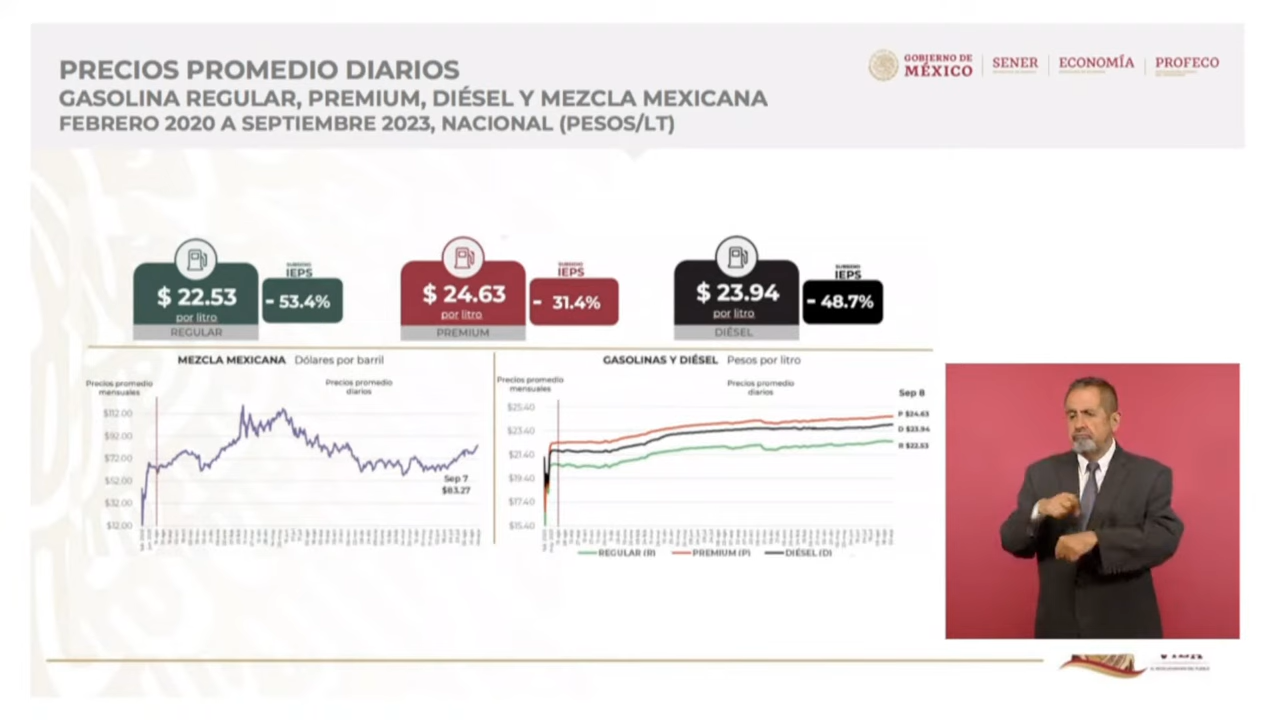 PRECIOS PROMEDIO DIARIOS
GASOLINA REGULAR, PREMIUM, DIÉSEL Y MEZCLA MEXICANA
FEBRERO 2020 A SEPTIEMBRE 2023, NACIONAL (PESOS/LT)
GOBIERNO DE
MÉXICO
SENER
ECONOMÍA
PROFECO
$ 22.53
por litro
REGULAR
SUBSIDIO
IEPS
- 53.4%
$ 24.63
por litro
PREMIUM
SUBSIDIO
IEPS
- 31.4%
$ 23.94
por litro
DIÉSEL
SUBSIDIO
IEPS
- 48.7%
MEZCLA MEXICANA Dólares por barril
Precios promedio
mensuales
Precios promedio
diarios
$112.00
$92.00
$72.00
$52.00
$32.00
$12.00
Sep 7
$83.27
GASOLINAS Y DIÉSEL Pesos por litro
Precios promedio
mensuales
Precios promedio
diarios
$25.40
$23.40
$21.40
$19.40
$17.40
$15.40
Sep 8
P $24.63
D $23.94
R $22.53
REGULAR (R)
PREMIUM (P)
DIÉSEL (D)